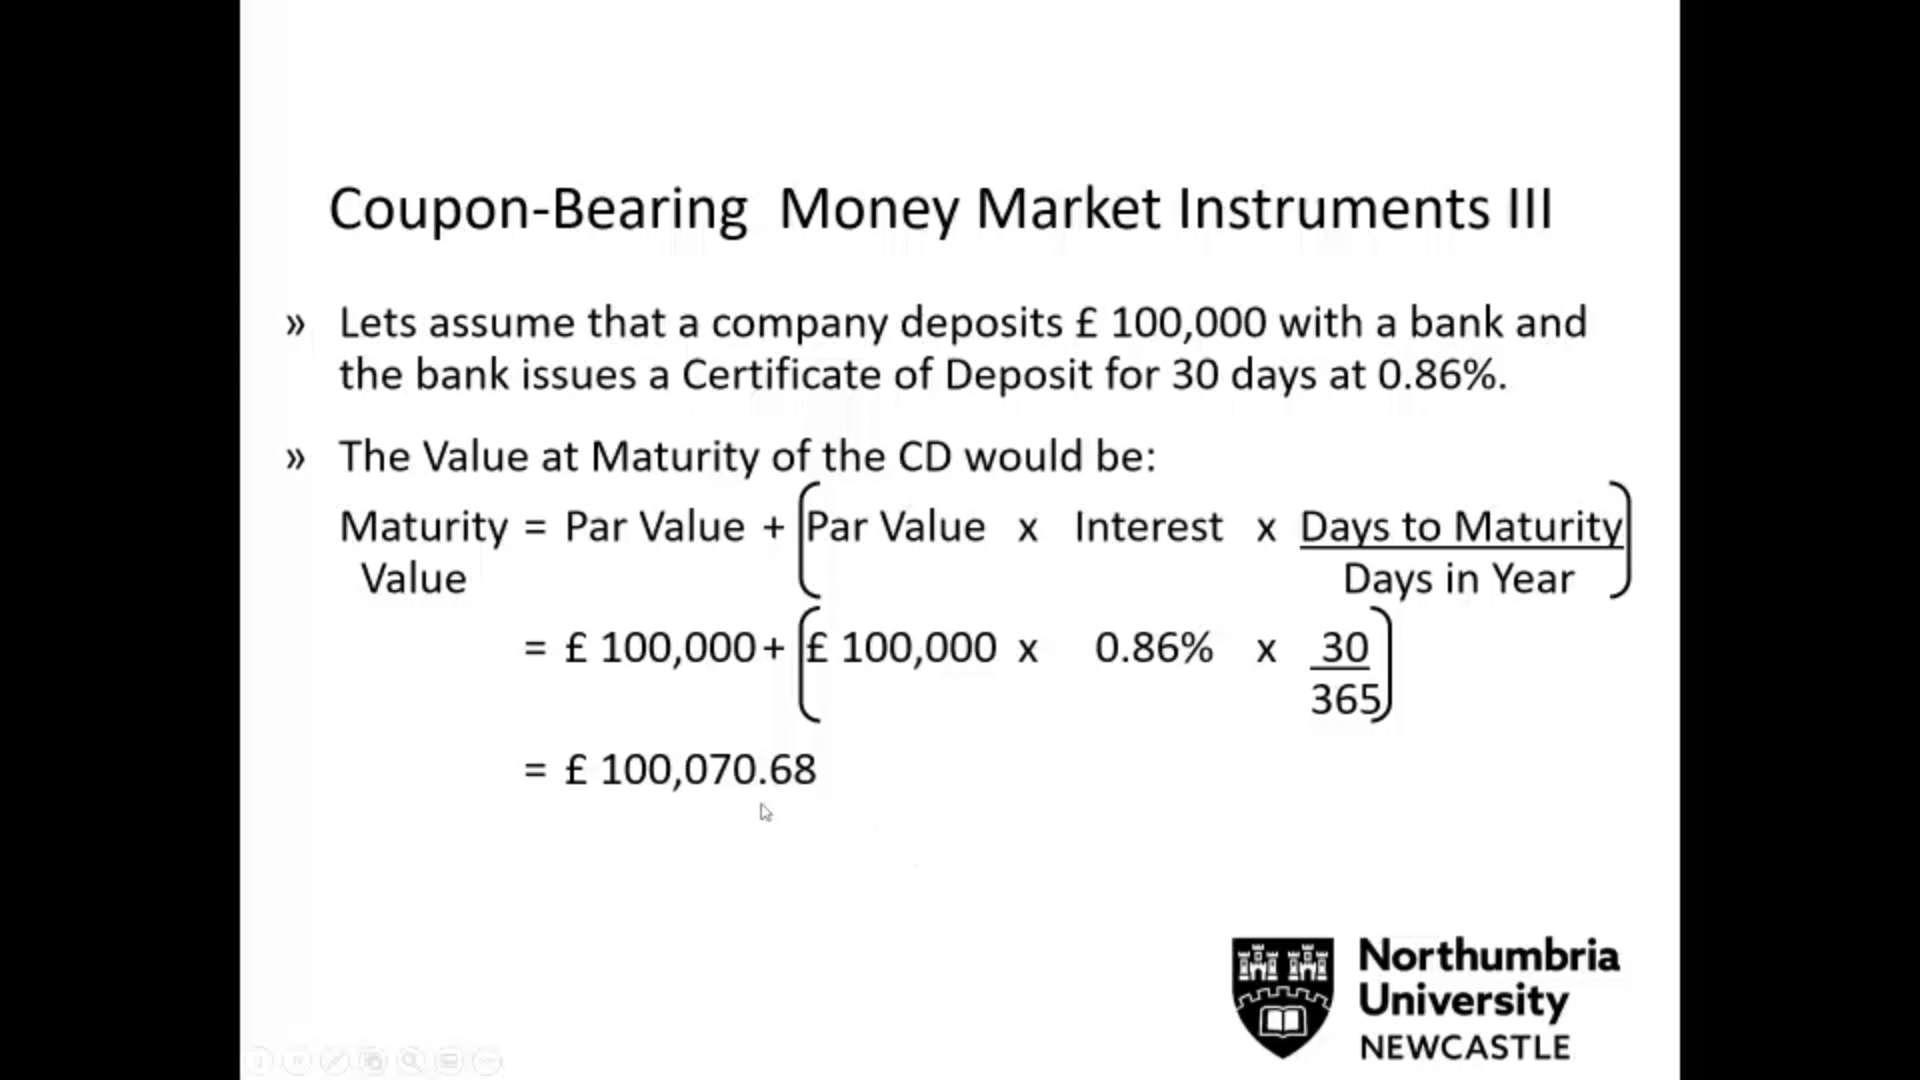 Coupon-Bearing Money Market Instruments III
» Lets assume that a company deposits £ 100,000 with a bank and
the bank issues a Certificate of Deposit for 30 days at 0.86%.
» The Value at Maturity of the CD would be:
Maturity = Par Value + (Par Value x Interest x Days to Maturity
Value Days in Year)
= £ 100,000+ (£ 100,000 x 0.86% x 30
365)
= £ 100,070.68
Northumbria
University
NEWCASTLE